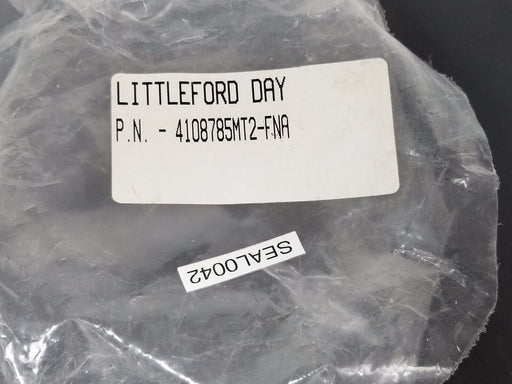 LITTLEFORD DAY
P.N. - 4108785MT2-FNA
SEAL0042